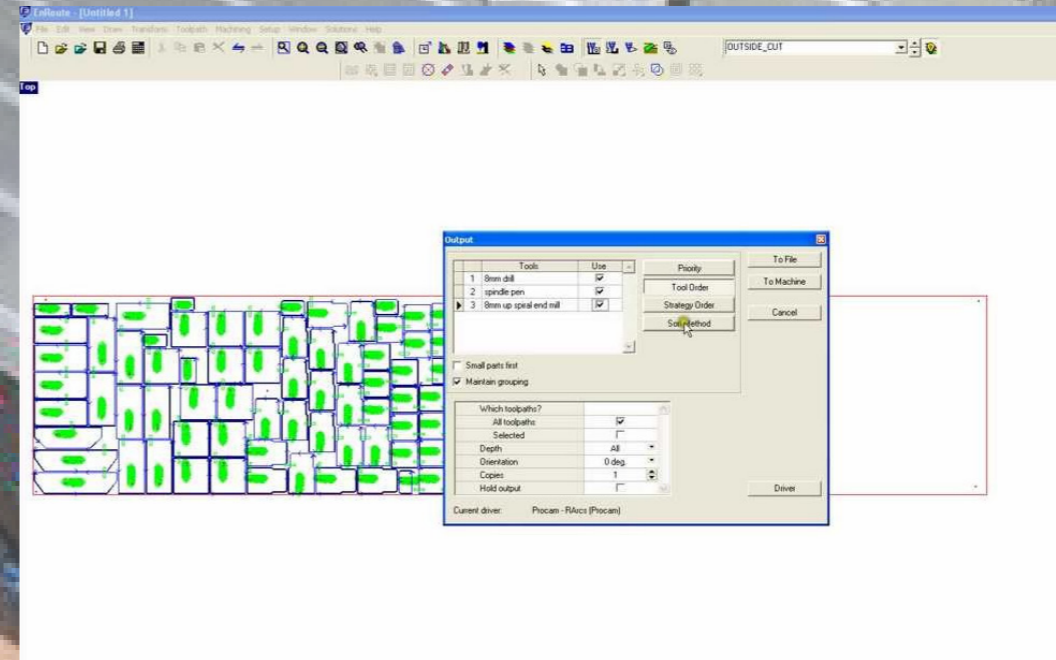 EnRoute - [Untitled 1]
File Edit View Draw Transform Toolpath Machining Setup Window Solutions Help
OUTSIDE_CUT
Top
Output
Tools Use
1 8mm drill
2 spindle pen
3 8mm up spiral end mill
Priority
Tool Order
Strategy Order
Sort Method
To File
To Machine
Cancel
Small parts first
Maintain grouping
Which toolpaths?
All toolpaths
Selected
Depth All
Orientation 0 deg.
Copies 1
Hold output
Driver
Current driver: Procam - RArcs (Procam)